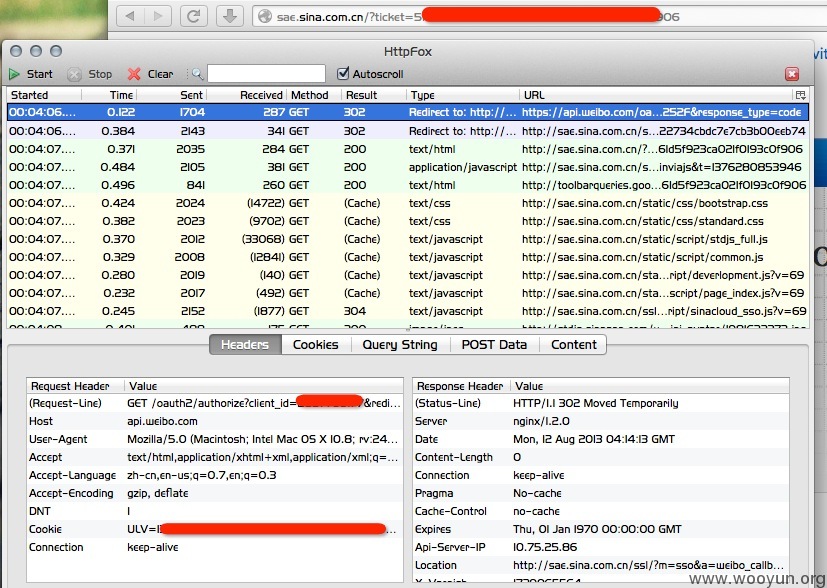 sae.sina.com.cn/?ticket=5 906
HttpFox
Start Stop Clear Autoscroll
Started Time Sent Received Method Result Type URL
00:04:06.... 0.122 1704 287 GET 302 Redirect to: http://... https://api.weibo.com/oa...252F&response_type=code
00:04:06.... 0.384 2143 341 GET 302 Redirect to: http://... http://sae.sina.com.cn/s...22734cbdc7e7cb3b00eeb74
00:04:07.... 0.371 2035 284 GET 200 text/html http://sae.sina.com.cn/?...61d5f923ca021f0193c0f906
00:04:07.... 0.484 2105 381 GET 200 application/javascript http://sae.sina.com.cn/s...inviajs&t=1376280853946
00:04:07.... 0.496 841 260 GET 200 text/html http://toolbarqueries.goo...61d5f923ca021f0193c0f906
00:04:07.... 0.424 2024 (14722) GET (Cache) text/css http://sae.sina.com.cn/static/css/bootstrap.css
00:04:07.... 0.382 2023 (9702) GET (Cache) text/css http://sae.sina.com.cn/static/css/standard.css
00:04:07.... 0.370 2012 (33068) GET (Cache) text/javascript http://sae.sina.com.cn/static/script/stdjs_full.js
00:04:07.... 0.329 2008 (12841) GET (Cache) text/javascript http://sae.sina.com.cn/static/script/common.js
00:04:07.... 0.280 2019 (140) GET (Cache) text/javascript http://sae.sina.com.cn/sta...ript/development.js?v=69
00:04:07.... 0.232 2017 (492) GET (Cache) text/javascript http://sae.sina.com.cn/sta...script/page_index.js?v=69
00:04:07.... 0.245 2152 (1877) GET 304 text/javascript http://sae.sina.com.cn/ssl...sinacloud_sso.js?v=69
Headers Cookies Query String POST Data Content
Request Header Value
(Request-Line) GET /oauth2/authorize?client_id= &redi...
Host api.weibo.com
User-Agent Mozilla/5.0 (Macintosh; Intel Mac OS X 10.8; rv:24...
Accept text/html,application/xhtml+xml,application/xml;q=...
Accept-Language zh-cn,en-us;q=0.7,en;q=0.3
Accept-Encoding gzip, deflate
DNT 1
Cookie ULV=1 ...
Connection keep-alive
Response Header Value
(Status-Line) HTTP/1.1 302 Moved Temporarily
Server nginx/1.2.0
Date Mon, 12 Aug 2013 04:14:13 GMT
Content-Length 0
Connection keep-alive
Pragma No-cache
Cache-Control no-cache
Expires Thu, 01 Jan 1970 00:00:00 GMT
Api-Server-IP 10.75.25.86
Location http://sae.sina.com.cn/ssl/?m=sso&a=weibo_callb...
www.wooyun.org